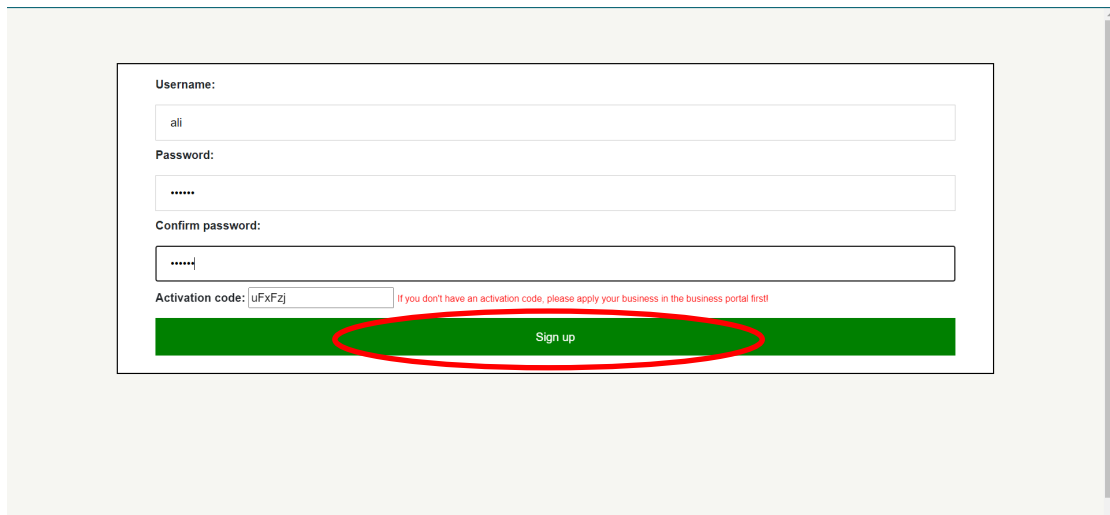 Username:
ali
Password:
••••••
Confirm password:
••••••
Activation code: uFxFzj If you don't have an activation code, please apply your business in the business portal first!
Sign up